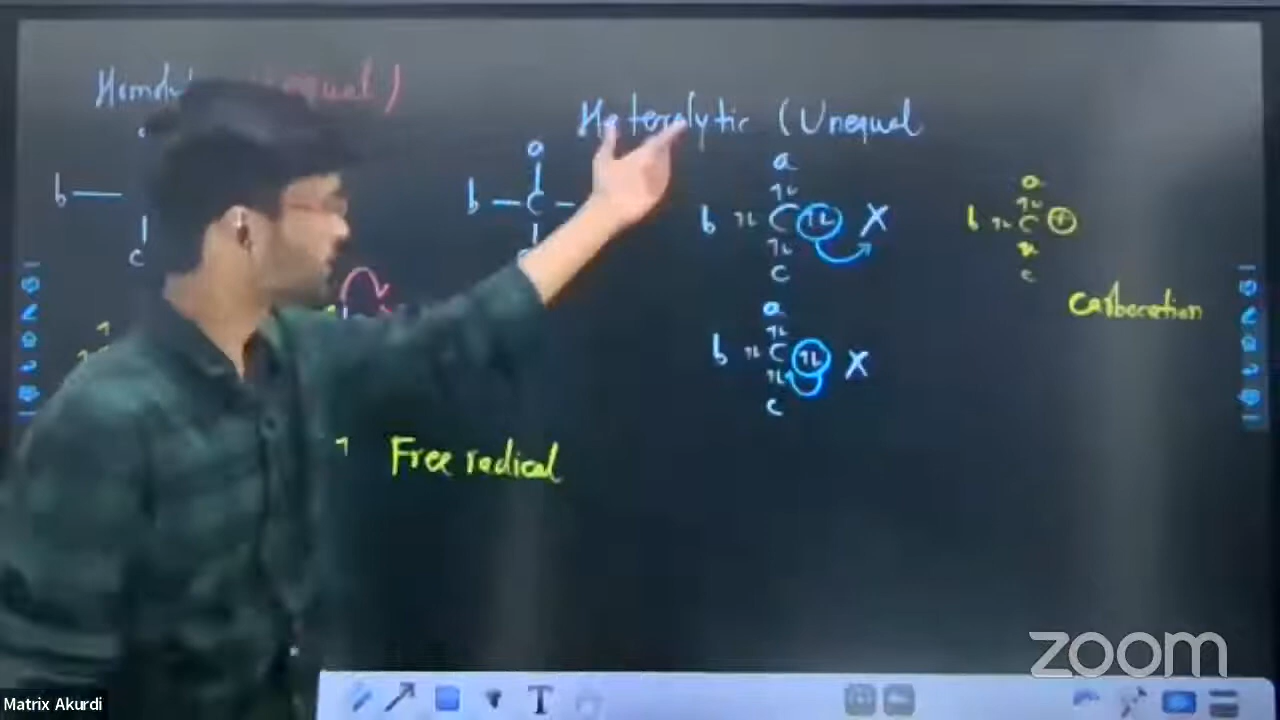 Heterolytic (Unequal
a
b C X
c
a
b C X
c
a
b C +
c
Carbocation
a
b — C —
b —
c
Free radical
T
zoom
Matrix Akurdi